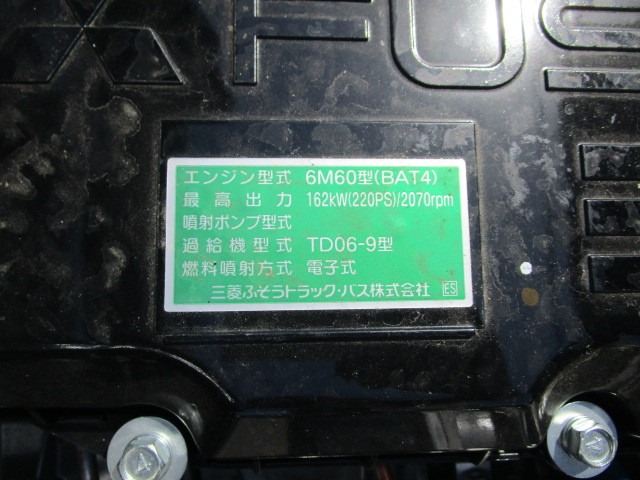 FUS
エンジン型式 6M60型(BAT4)
最高出力 162kW(220PS)/2070rpm
噴射ポンプ型式
過給機型式 TD06-9型
燃料噴射方式 電子式
三菱ふそうトラック・バス株式会社 ES